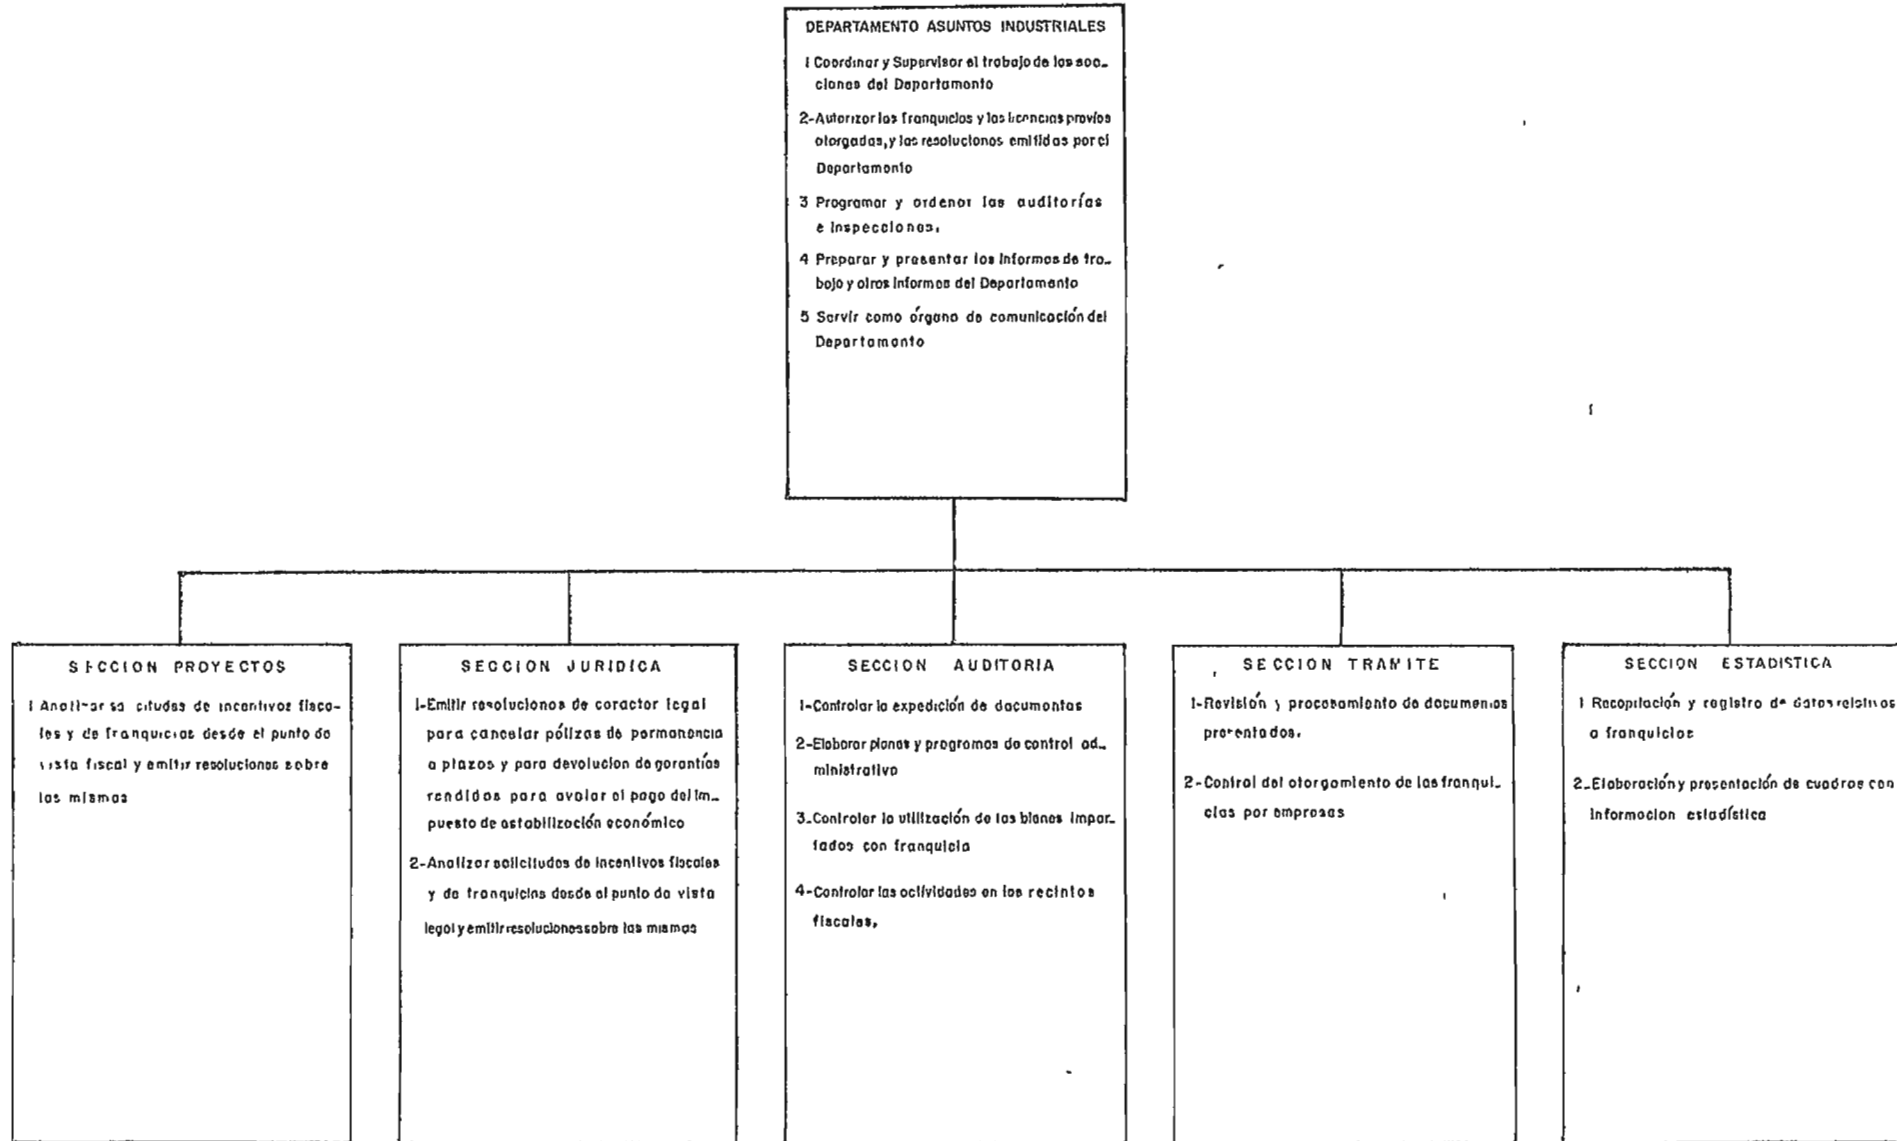 DEPARTAMENTO ASUNTOS INDUSTRIALES
1 Coordinar y Supervisar el trabajo de las sec-
ciones del Departamento
2-Autorizar las franquicias y las licencias previas
otorgadas, y las resoluciones emitidas por el
Departamento
3 Programar y ordenar las auditorías
e inspecciones.
4 Preparar y presentar los informes de tra-
bajo y otros informes del Departamento
5 Servir como órgano de comunicación del
Departamento
SECCION PROYECTOS
1 Analizar solicitudes de incentivos fisca-
les y de franquicias desde el punto de
vista fiscal y emitir resoluciones sobre
las mismas
SECCION JURIDICA
1-Emitir resoluciones de caracter legal
para cancelar pólizas de permanencia
a plazos y para devolucion de garantías
rendidas para avalar el pago del im-
puesto de estabilización económico
2-Analizar solicitudes de incentivos fiscales
y de franquicias desde el punto de vista
legal y emitir resoluciones sobre las mismas
SECCION AUDITORIA
1-Controlar la expedición de documentos
2-Elaborar planes y programas de control ad-
ministrativo
3-Controlar la utilización de los bienes impor-
tados con franquicia
4-Controlar las actividades en los recintos
fiscales.
SECCION TRAMITE
1-Revisión y procesamiento de documentos
presentados.
2-Control del otorgamiento de las franqui-
cias por empresas
SECCION ESTADISTICA
1 Recopilación y registro de datos relativos
a franquicias
2-Elaboración y presentación de cuadros con
informacion estadística